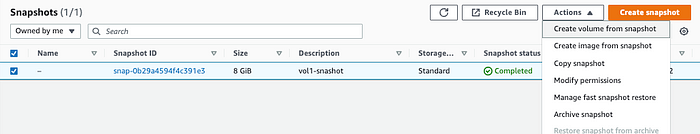 Snapshots (1/1)
Recycle Bin
Actions
Create snapshot
Owned by me
Search
Create volume from snapshot
Create image from snapshot
Copy snapshot
Modify permissions
Manage fast snapshot restore
Archive snapshot
Restore snapshot from archive
Name Snapshot ID Size Description Storage... Snapshot status
– snap-0b29a4594f4c391e3 8 GiB vol1-snashot Standard Completed 2